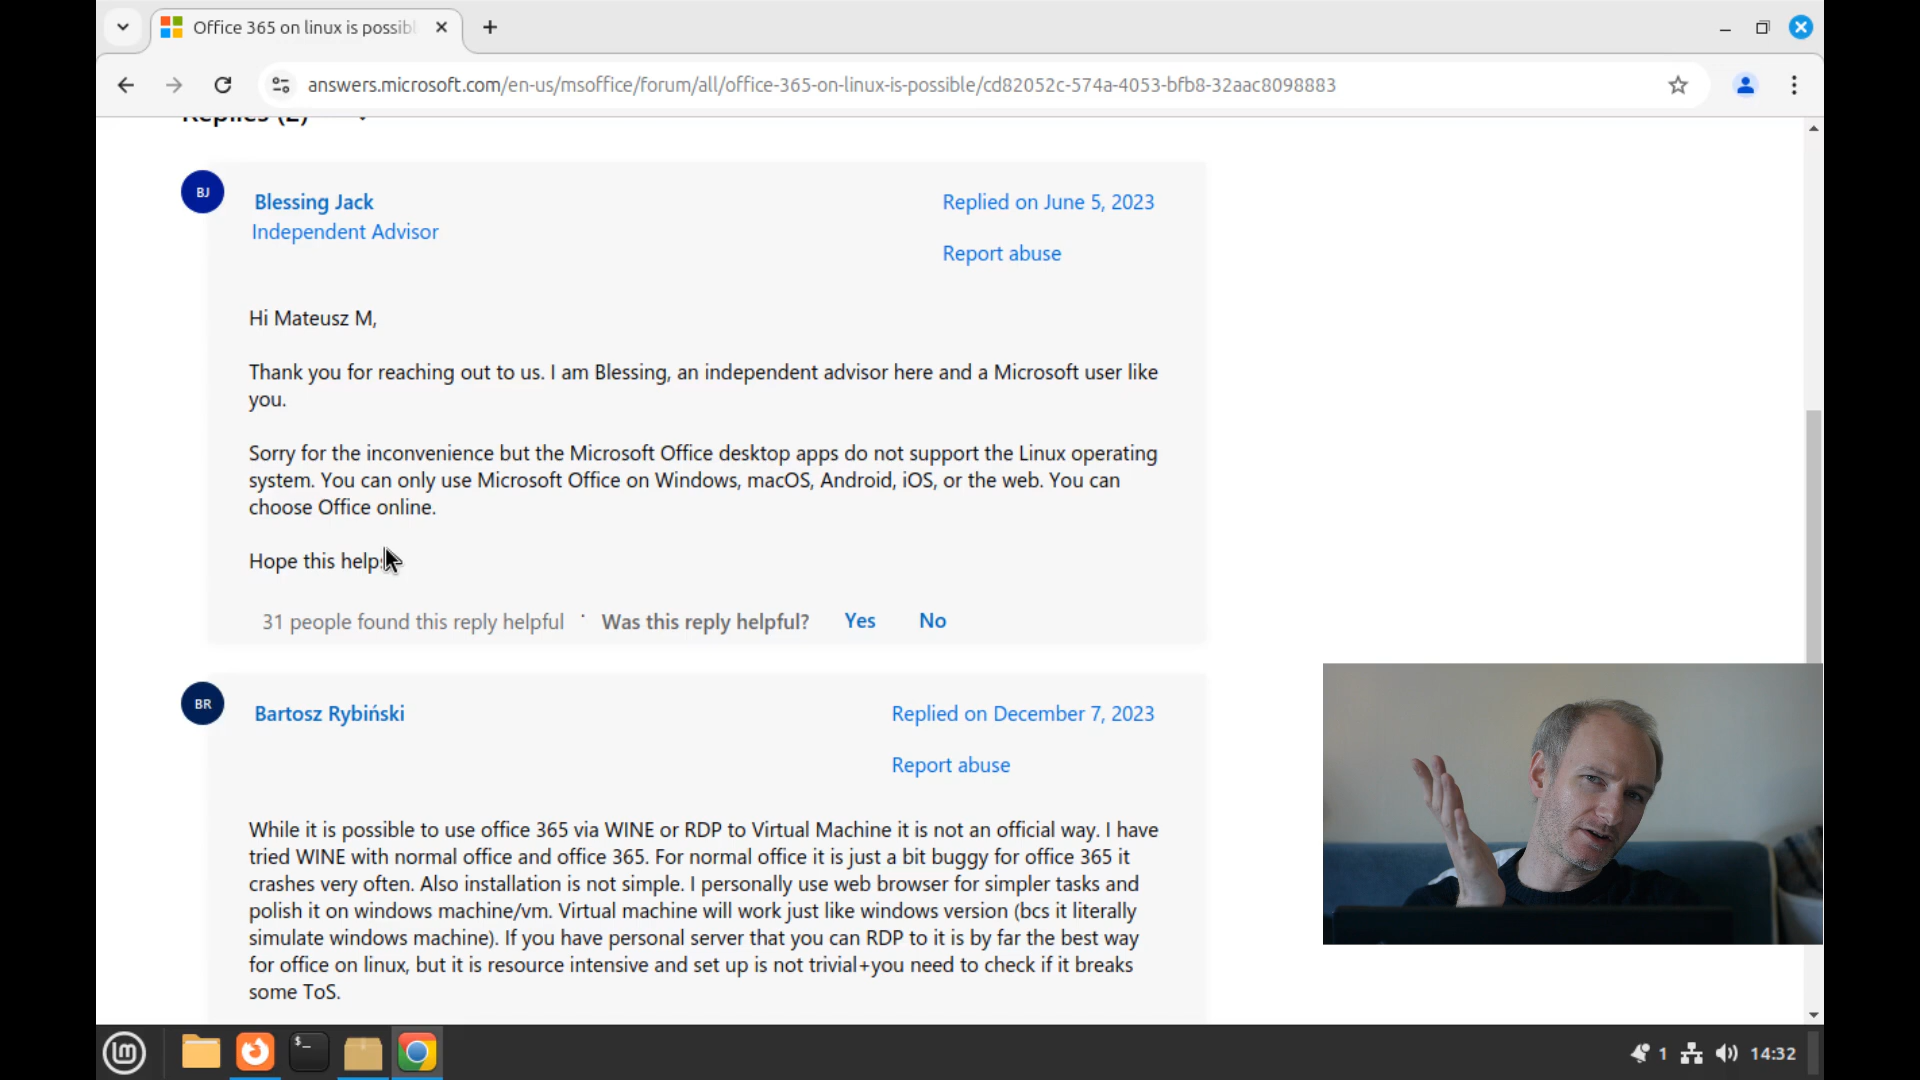 Office 365 on linux is possib
answers.microsoft.com/en-us/msoffice/forum/all/office-365-on-linux-is-possible/cd82052c-574a-4053-bfb8-32aac8098883
Replies (2)
BJ
Blessing Jack
Replied on June 5, 2023
Independent Advisor
Report abuse
Hi Mateusz M,
Thank you for reaching out to us. I am Blessing, an independent advisor here and a Microsoft user like
you.
Sorry for the inconvenience but the Microsoft Office desktop apps do not support the Linux operating
system. You can only use Microsoft Office on Windows, macOS, Android, iOS, or the web. You can
choose Office online.
Hope this helps
31 people found this reply helpful · Was this reply helpful? Yes No
BR
Bartosz Rybiński
Replied on December 7, 2023
Report abuse
While it is possible to use office 365 via WINE or RDP to Virtual Machine it is not an official way. I have
tried WINE with normal office and office 365. For normal office it is just a bit buggy for office 365 it
crashes very often. Also installation is not simple. I personally use web browser for simpler tasks and
polish it on windows machine/vm. Virtual machine will work just like windows version (bcs it literally
simulate windows machine). If you have personal server that you can RDP to it is by far the best way
for office on linux, but it is resource intensive and set up is not trivial+you need to check if it breaks
some ToS.
$_
1
14:32